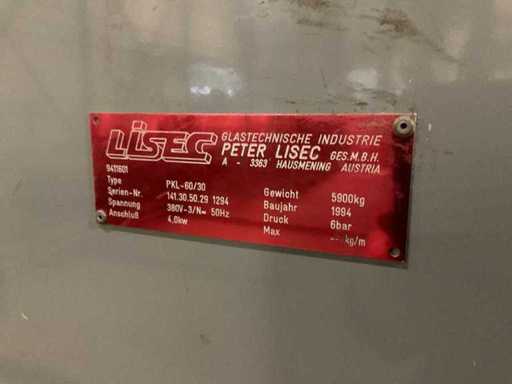 LISEC
GLASTECHNISCHE INDUSTRIE
PETER LISEC GES.M.B.H.
A - 3363 HAUSMENING AUSTRIA
9411601
Type PKL-60/30
Serien-Nr. 141.30.50.29 1294
Spannung 380V-3/N~ 50Hz
Anschluß 4,0kw
Gewicht 5900kg
Baujahr 1994
Druck 6bar
Max --- kg/m